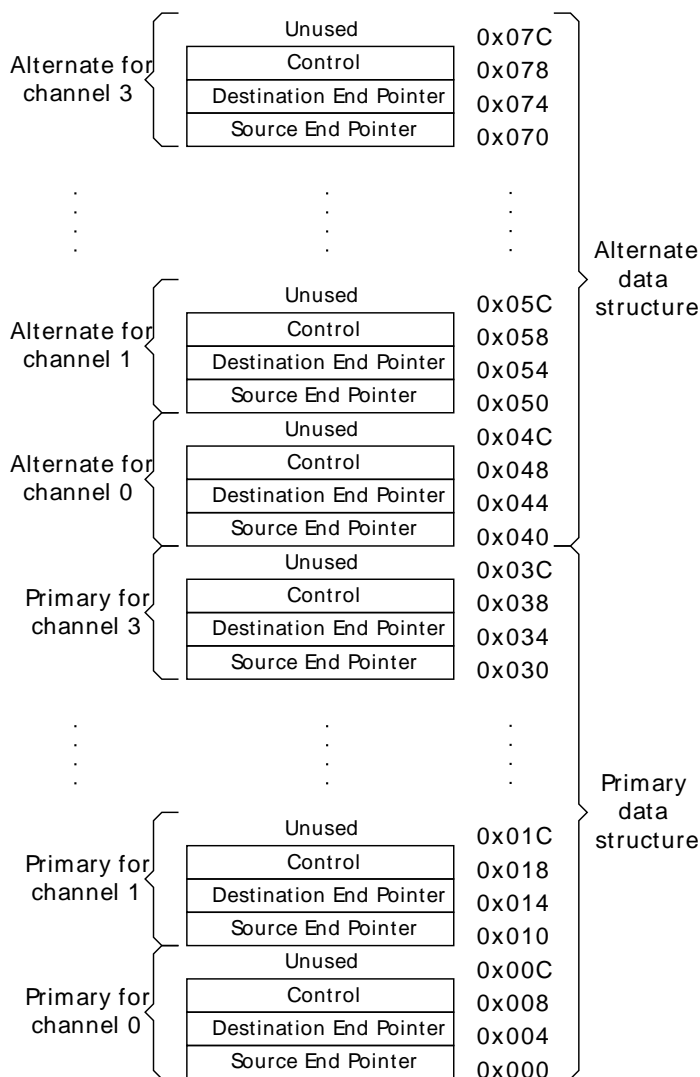 Unused 0x07C
Alternate for
channel 3
Control 0x078
Destination End Pointer 0x074
Source End Pointer 0x070
Alternate
data
structure
Unused 0x05C
Alternate for
channel 1
Control 0x058
Destination End Pointer 0x054
Source End Pointer 0x050
Unused 0x04C
Alternate for
channel 0
Control 0x048
Destination End Pointer 0x044
Source End Pointer 0x040
Unused 0x03C
Primary for
channel 3
Control 0x038
Destination End Pointer 0x034
Source End Pointer 0x030
Primary
data
structure
Unused 0x01C
Primary for
channel 1
Control 0x018
Destination End Pointer 0x014
Source End Pointer 0x010
Unused 0x00C
Primary for
channel 0
Control 0x008
Destination End Pointer 0x004
Source End Pointer 0x000